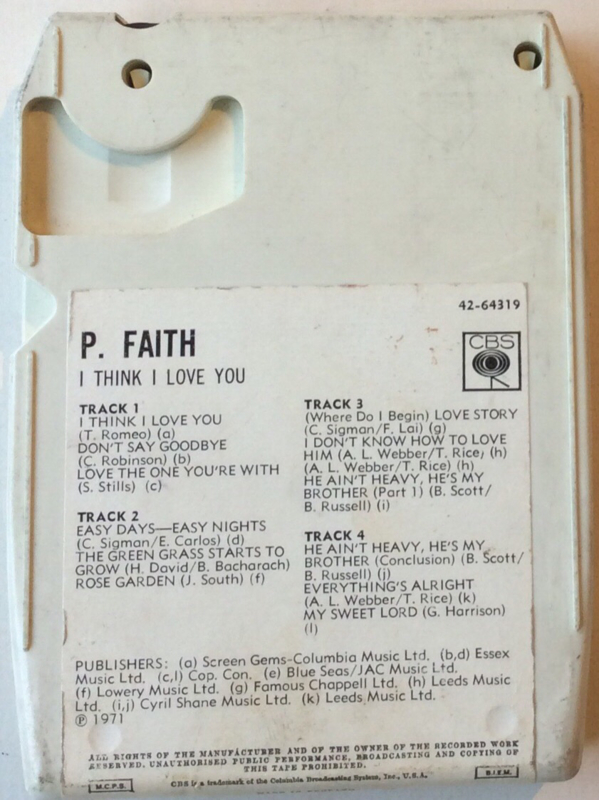 42-64319
CBS
P. FAITH
I THINK I LOVE YOU
TRACK 1
I THINK I LOVE YOU
(T. Romeo) (a)
DON'T SAY GOODBYE
(C. Robinson) (b)
LOVE THE ONE YOU'RE WITH
(S. Stills) (c)
TRACK 2
EASY DAYS—EASY NIGHTS
(C. Sigman/E. Carlos) (d)
THE GREEN GRASS STARTS TO
GROW (H. David/B. Bacharach)
ROSE GARDEN (J. South) (f)
TRACK 3
(Where Do I Begin) LOVE STORY
(C. Sigman/F. Lai) (g)
I DON'T KNOW HOW TO LOVE
HIM (A. L. Webber/T. Rice) (h)
(A. L. Webber/T. Rice) (h)
HE AIN'T HEAVY, HE'S MY
BROTHER (Part 1) (B. Scott/
B. Russell) (i)
TRACK 4
HE AIN'T HEAVY, HE'S MY
BROTHER (Conclusion) (B. Scott/
B. Russell) (j)
EVERYTHING'S ALRIGHT
(A. L. Webber/T. Rice) (k)
MY SWEET LORD (G. Harrison)
(l)
PUBLISHERS: (a) Screen Gems-Columbia Music Ltd. (b,d) Essex
Music Ltd. (c,l) Cop. Con. (e) Blue Seas/JAC Music Ltd.
(f) Lowery Music Ltd. (g) Famous Chappell Ltd. (h) Leeds Music
Ltd. (i,j) Cyril Shane Music Ltd. (k) Leeds Music Ltd.
℗ 1971
ALL RIGHTS OF THE MANUFACTURER AND OF THE OWNER OF THE RECORDED WORK
RESERVED. UNAUTHORISED PUBLIC PERFORMANCE, BROADCASTING AND COPYING OF
THIS TAPE PROHIBITED.
M.C.P.S.
CBS is a trademark of the Columbia Broadcasting System, Inc., U.S.A.
B.I.E.M.